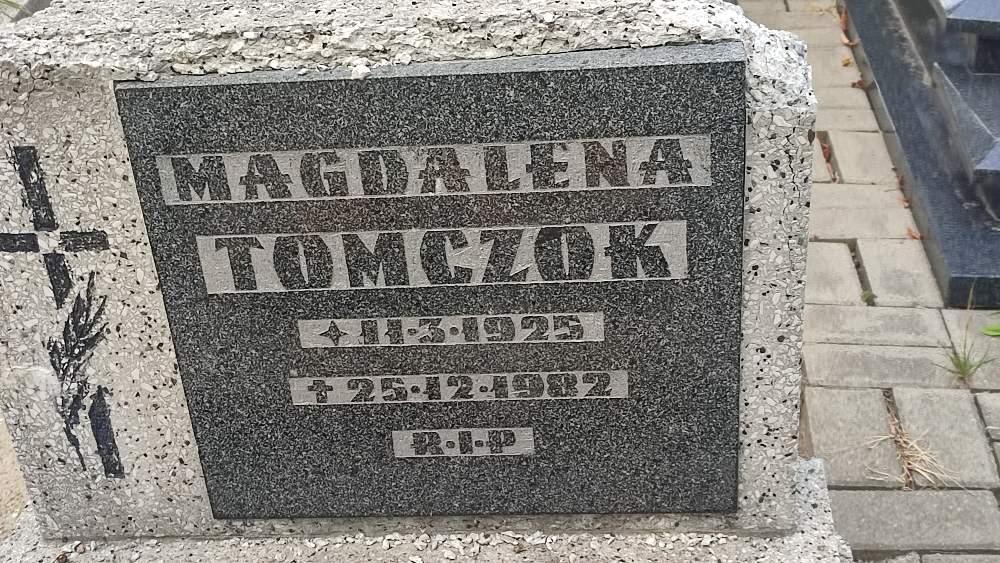 MAGDALENA
TOMCZOK
✦ 11·3·1925
✝ 25·12·1982
R·I·P